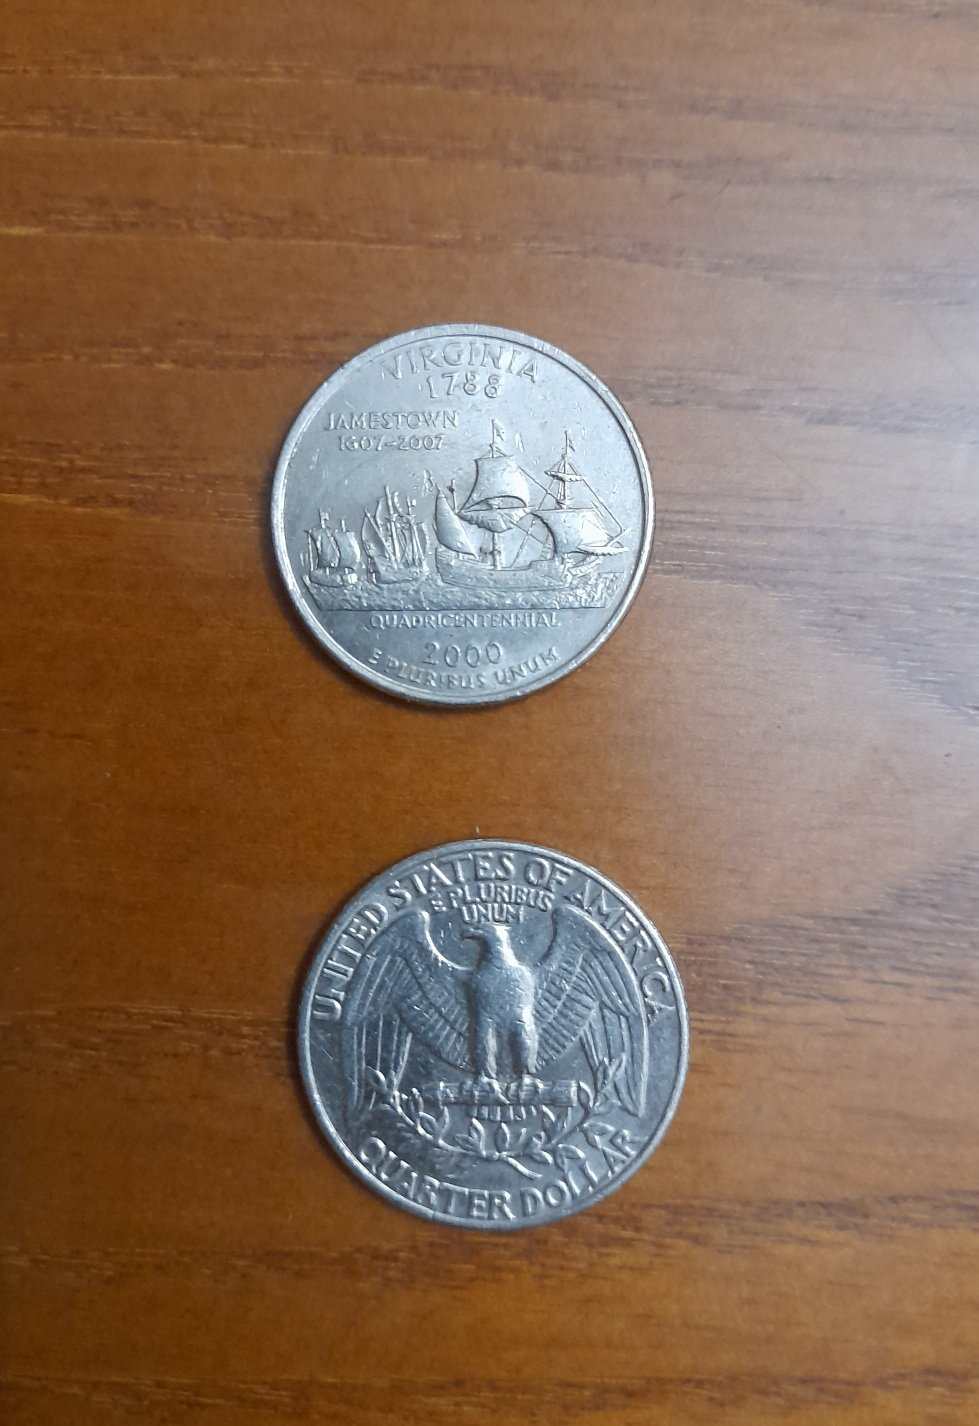 VIRGINIA
1788
JAMESTOWN
1607-2007
QUADRICENTENNIAL
2000
E PLURIBUS UNUM
UNITED STATES OF AMERICA
E PLURIBUS
UNUM
QUARTER DOLLAR